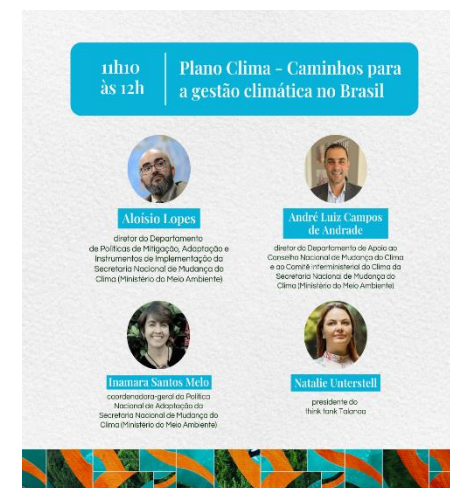 11h10
às 12h
Plano Clima - Caminhos para
a gestão climática no Brasil
Aloisio Lopes
diretor do Departamento
de Políticas de Mitigação, Adaptação e
Instrumentos de Implementação da
Secretaria Nacional de Mudança do
Clima (Ministério do Meio Ambiente)
André Luiz Campos
de Andrade
diretor do Departamento de Apoio ao
Conselho Nacional de Mudança do Clima
e ao Comitê Interministerial do Clima da
Secretaria Nacional de Mudança do
Clima (Ministério do Meio Ambiente)
Inamara Santos Melo
coordenadora-geral da Política
Nacional de Adaptação da
Secretaria Nacional de Mudança do
Clima (Ministério do Meio Ambiente)
Natalie Unterstell
presidente do
think tank Talanoa